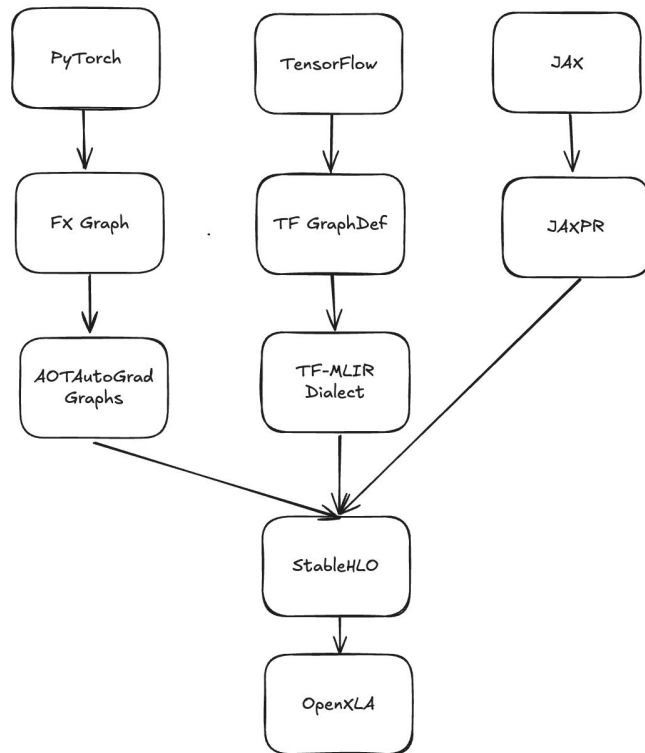 PyTorch
TensorFlow
JAX
FX Graph
TF GraphDef
JAXPR
AOTAutoGrad
Graphs
TF-MLIR
Dialect
StableHLO
OpenXLA